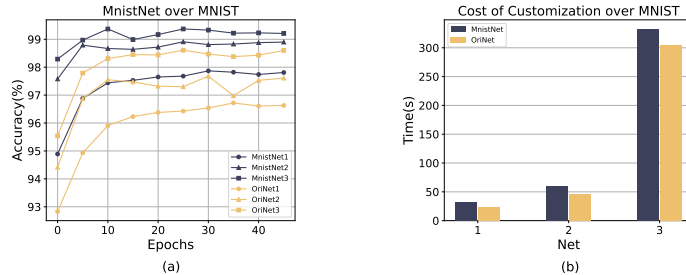 MnistNet over MNIST
Accuracy(%)
99
98
97
96
95
94
93
0
10
20
30
40
Epochs
MnistNet1
MnistNet2
MnistNet3
OriNet1
OriNet2
OriNet3
(a)
Cost of Customization over MNIST
Time(s)
300
250
200
150
100
50
0
1
2
3
Net
MnistNet
OriNet
(b)